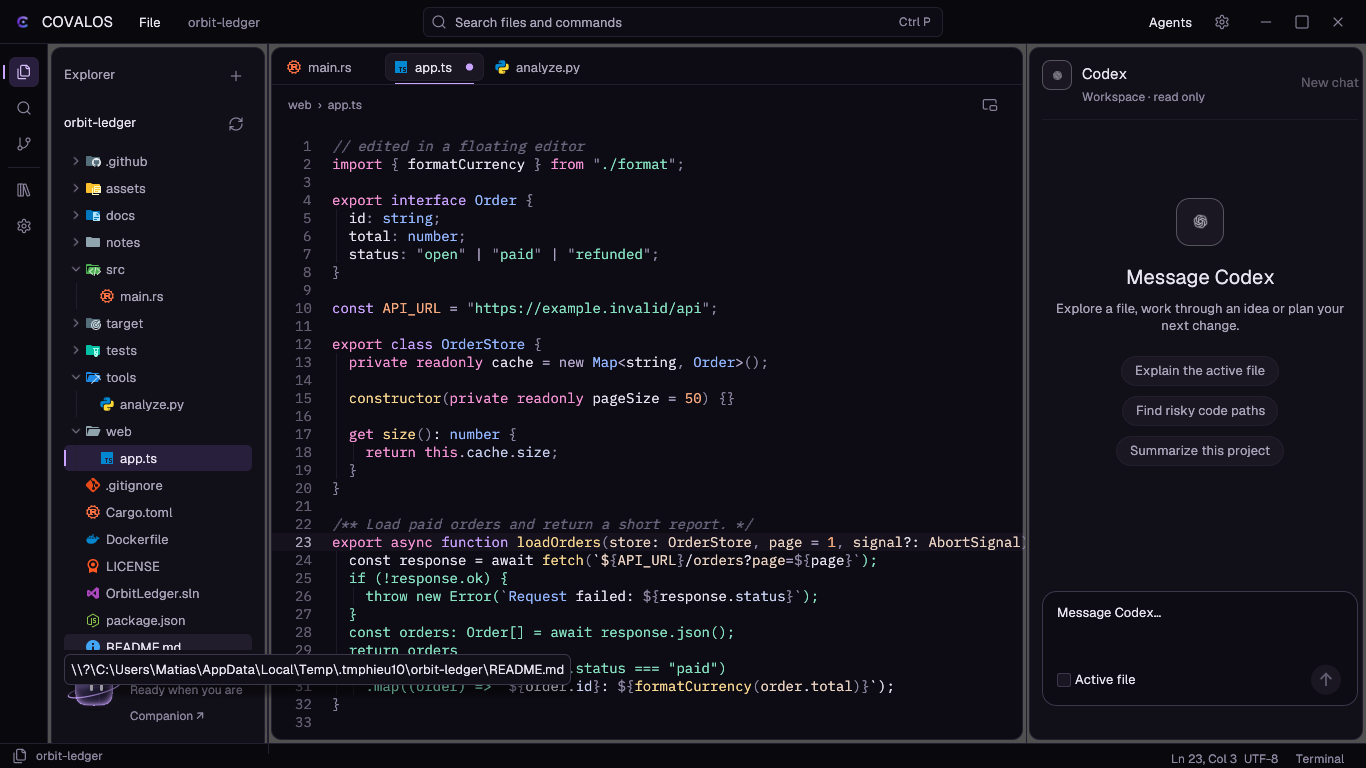 COVALOS
File
orbit-ledger
Search files and commands
Ctrl P
Agents
Explorer
orbit-ledger
.github
assets
docs
notes
src
main.rs
target
tests
tools
analyze.py
web
app.ts
.gitignore
Cargo.toml
Dockerfile
LICENSE
OrbitLedger.sln
package.json
README.md
\\?\C:\Users\Matias\AppData\Local\Temp\.tmphieu10\orbit-ledger\README.md
Ready when you are
Companion ↗
main.rs
app.ts
analyze.py
web › app.ts
1 // edited in a floating editor
2 import { formatCurrency } from "./format";
3
4 export interface Order {
5 id: string;
6 total: number;
7 status: "open" | "paid" | "refunded";
8 }
9
10 const API_URL = "https://example.invalid/api";
11
12 export class OrderStore {
13 private readonly cache = new Map<string, Order>();
14
15 constructor(private readonly pageSize = 50) {}
16
17 get size(): number {
18 return this.cache.size;
19 }
20 }
21
22 /** Load paid orders and return a short report. */
23 export async function loadOrders(store: OrderStore, page = 1, signal?: AbortSignal)
24 const response = await fetch(`${API_URL}/orders?page=${page}`);
25 if (!response.ok) {
26 throw new Error(`Request failed: ${response.status}`);
27 }
28 const orders: Order[] = await response.json();
29 return orders
.status === "paid")
31 .map((order) => `${order.id}: ${formatCurrency(order.total)}`);
32 }
33
Codex
Workspace · read only
New chat
Message Codex
Explore a file, work through an idea or plan your
next change.
Explain the active file
Find risky code paths
Summarize this project
Message Codex…
Active file
orbit-ledger
Ln 23, Col 3
UTF-8
Terminal